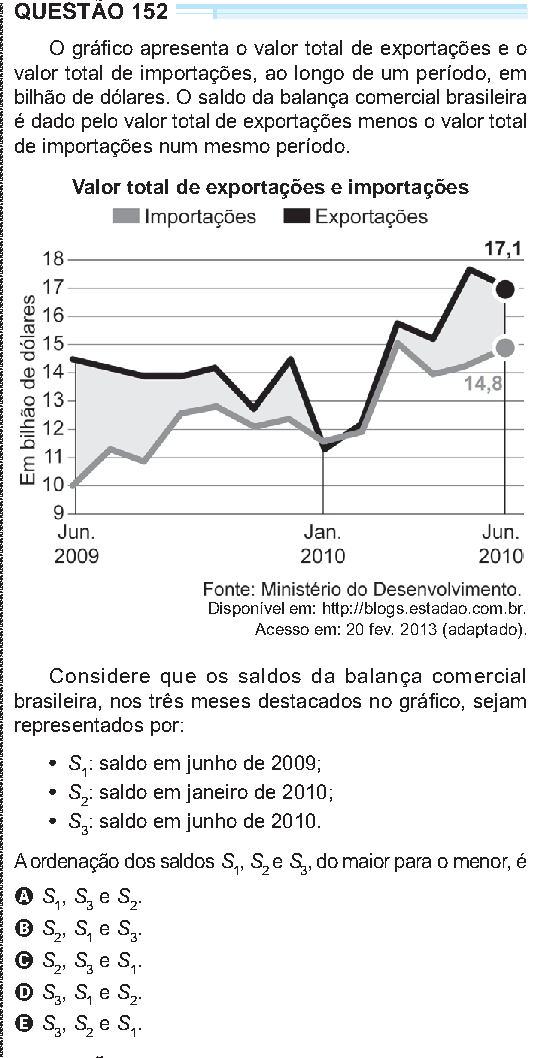 QUESTÃO 152
O gráfico apresenta o valor total de exportações e o
valor total de importações, ao longo de um período, em
bilhão de dólares. O saldo da balança comercial brasileira
é dado pelo valor total de exportações menos o valor total
de importações num mesmo período.
Valor total de exportações e importações
Importações Exportações
17,1
18
17
16
15
14
13
12
11
10
9
Em bilhão de dólares
14,8
Jun. Jan. Jun.
2009 2010 2010
Fonte: Ministério do Desenvolvimento.
Disponível em: http://blogs.estadao.com.br.
Acesso em: 20 fev. 2013 (adaptado).
Considere que os saldos da balança comercial
brasileira, nos três meses destacados no gráfico, sejam
representados por:
• S₁: saldo em junho de 2009;
• S₂: saldo em janeiro de 2010;
• S₃: saldo em junho de 2010.
A ordenação dos saldos S₁, S₂ e S₃, do maior para o menor, é
A S₁, S₃ e S₂.
B S₂, S₁ e S₃.
C S₂, S₃ e S₁.
D S₃, S₁ e S₂.
E S₃, S₂ e S₁.